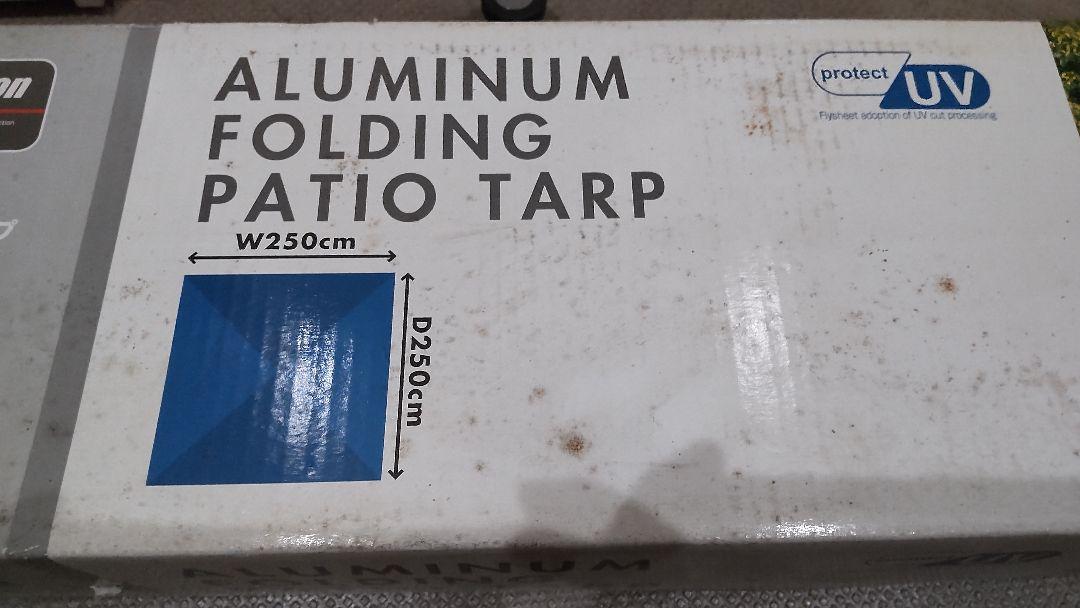 ALUMINUM
FOLDING
PATIO TARP
protect UV
Flysheet adoption of UV cut processing
W250cm
D250cm
ALUMINUM